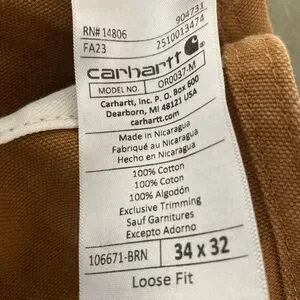 RN# 14806 904731
FA23 2510013474
carhartt
MODEL NO. OR0037-M
Carhartt, Inc. P. O. Box 600
Dearborn, MI 48121 USA
carhartt.com
Made in Nicaragua
Fabriqué au Nicaragua
Hecho en Nicaragua
100% Cotton
100% Coton
100% Algodón
Exclusive Trimming
Sauf Garnitures
Excepto Adorno
106671-BRN 34 x 32
Loose Fit